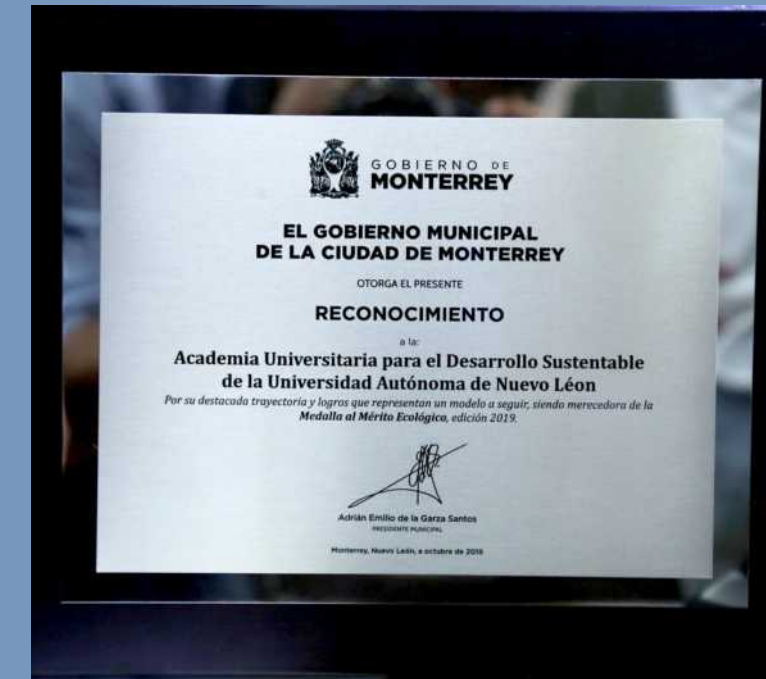 GOBIERNO DE
MONTERREY
EL GOBIERNO MUNICIPAL
DE LA CIUDAD DE MONTERREY
OTORGA EL PRESENTE
RECONOCIMIENTO
a la:
Academia Universitaria para el Desarrollo Sustentable
de la Universidad Autónoma de Nuevo Léon
Por su destacada trayectoria y logros que representan un modelo a seguir, siendo merecedora de la
Medalla al Mérito Ecológico, edición 2019.
Adrián Emilio de la Garza Santos
PRESIDENTE MUNICIPAL
Monterrey, Nuevo León, a octubre de 2019